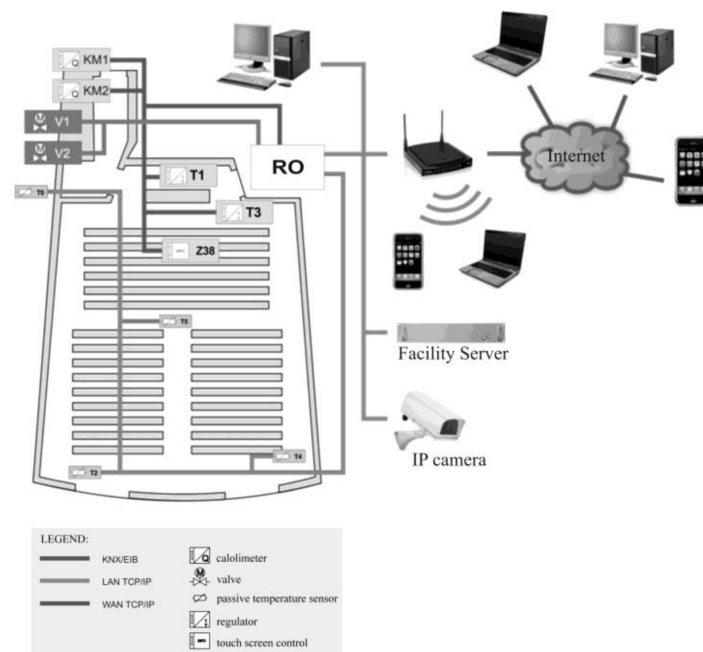 KM1
KM2
V1
V2
T6
T1
RO
T3
Z38
T5
T4
T2
Internet
Facility Server
IP camera
LEGEND:
KNX/EIB
LAN TCP/IP
WAN TCP/IP
calolimeter
valve
passive temperature sensor
regulator
touch screen control